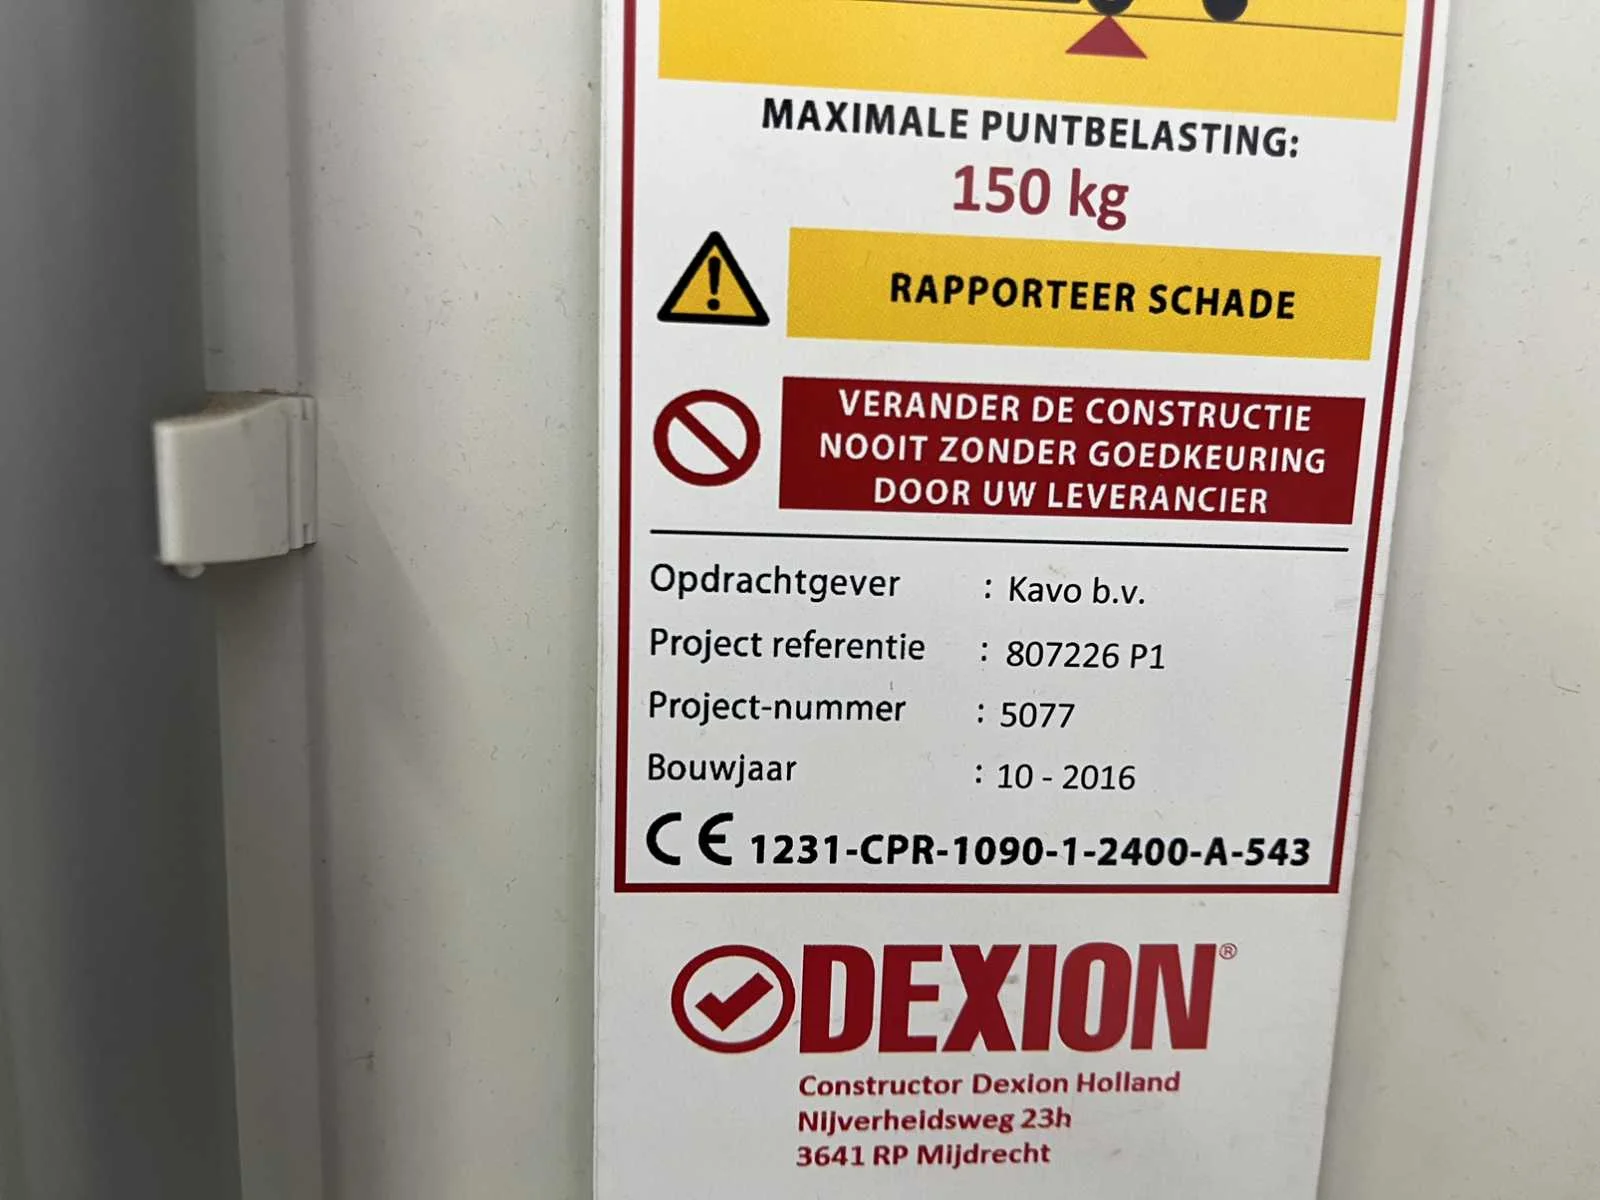 MAXIMALE PUNTBELASTING:
150 kg
RAPPORTEER SCHADE
VERANDER DE CONSTRUCTIE
NOOIT ZONDER GOEDKEURING
DOOR UW LEVERANCIER
Opdrachtgever : Kavo b.v.
Project referentie : 807226 P1
Project-nummer : 5077
Bouwjaar : 10 - 2016
CE 1231-CPR-1090-1-2400-A-543
DEXION®
Constructor Dexion Holland
Nijverheidsweg 23h
3641 RP Mijdrecht